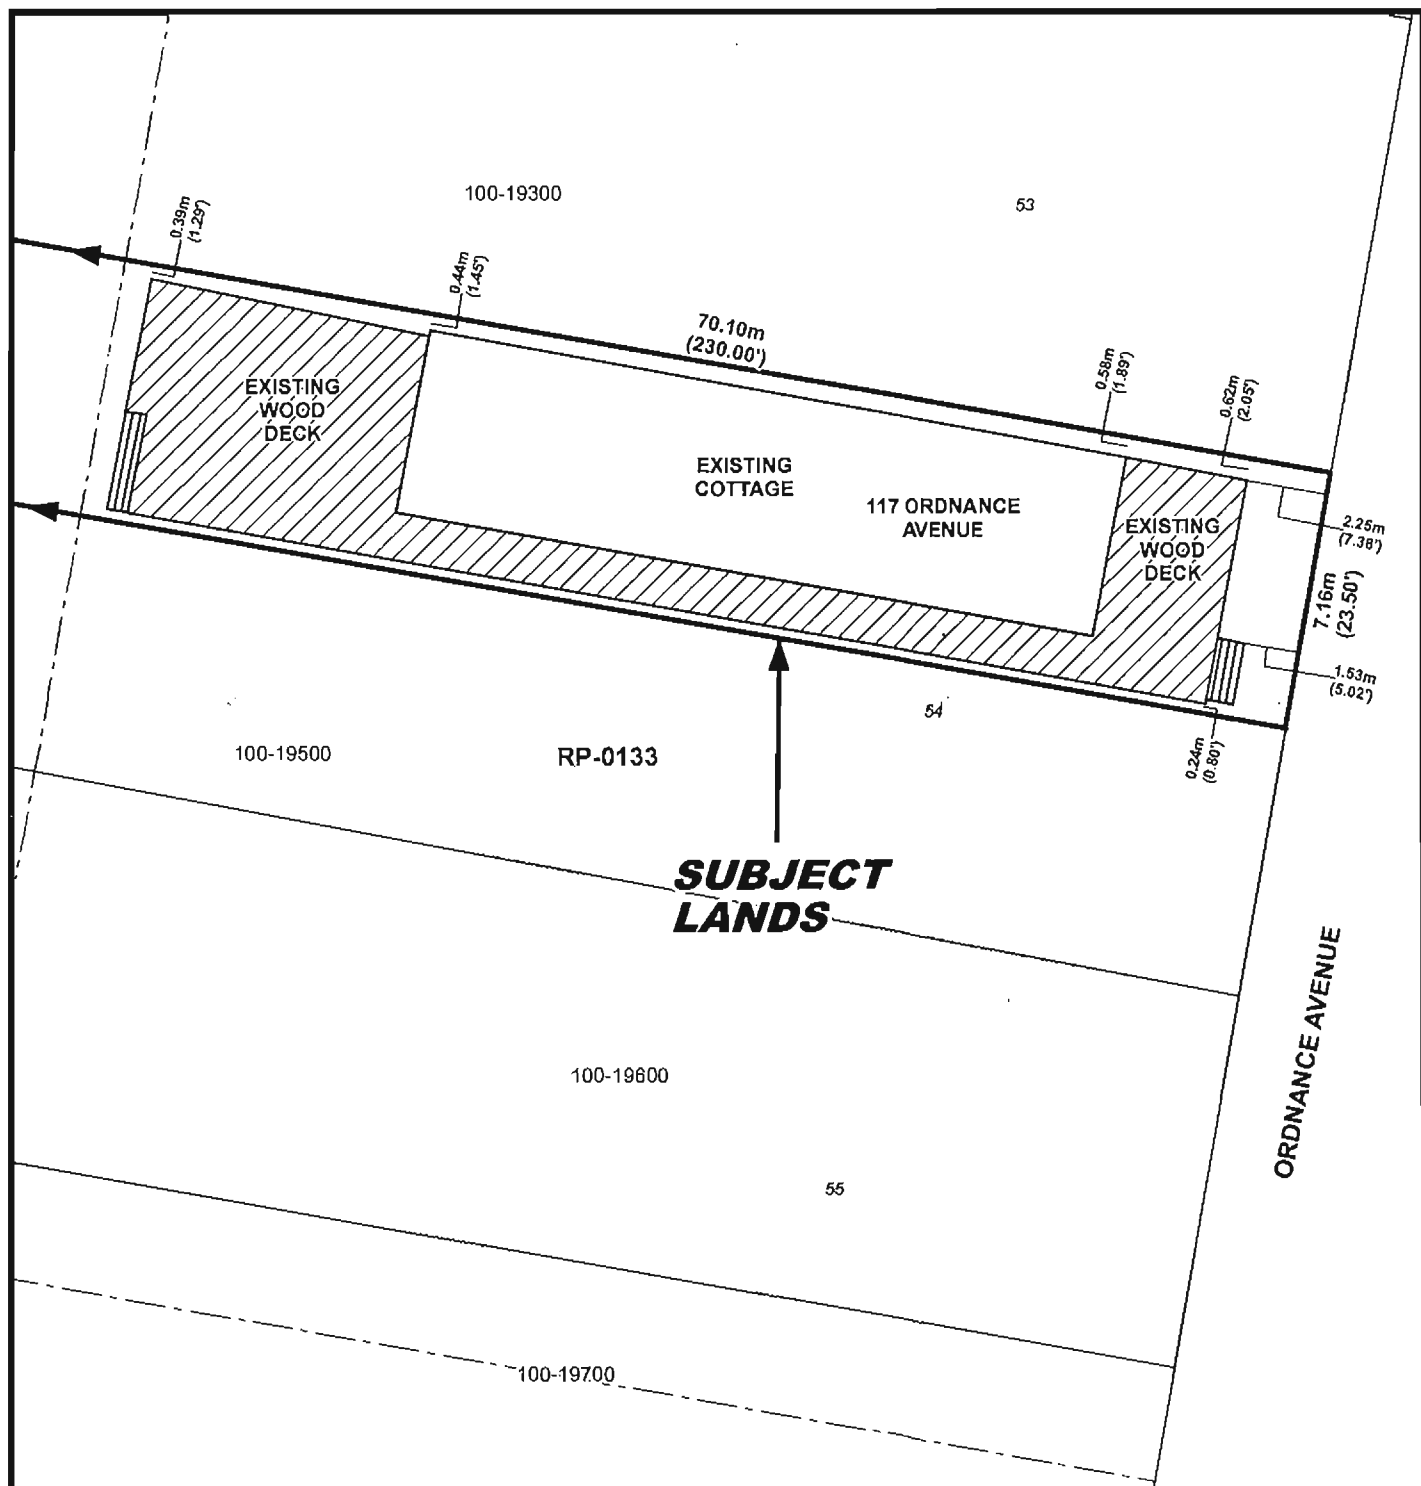 100-19300
53
0.39m
(1.29')
0.44m
(1.45')
70.10m
(230.00')
0.58m
(1.89')
0.62m
(2.05')
EXISTING
WOOD
DECK
EXISTING
COTTAGE
117 ORDNANCE
AVENUE
EXISTING
WOOD
DECK
2.25m
(7.38')
7.16m
(23.50')
1.53m
(5.02')
0.24m
(0.80')
54
100-19500
RP-0133
SUBJECT
LANDS
ORDNANCE AVENUE
100-19600
55
100-19700